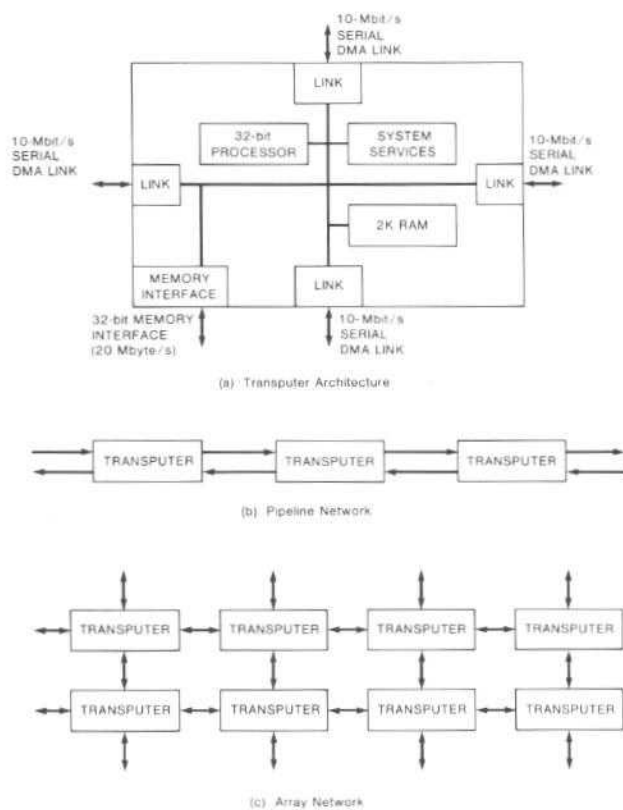 10-Mbit/s
SERIAL
DMA LINK
LINK
32-bit
PROCESSOR
SYSTEM
SERVICES
10-Mbit/s
SERIAL
DMA LINK
10-Mbit/s
SERIAL
DMA LINK
LINK
LINK
2K RAM
MEMORY
INTERFACE
LINK
32-bit MEMORY
INTERFACE
(20 Mbyte/s)
10-Mbit/s
SERIAL
DMA LINK
(a) Transputer Architecture
TRANSPUTER
TRANSPUTER
TRANSPUTER
(b) Pipeline Network
TRANSPUTER
TRANSPUTER
TRANSPUTER
TRANSPUTER
TRANSPUTER
TRANSPUTER
TRANSPUTER
TRANSPUTER
(c) Array Network